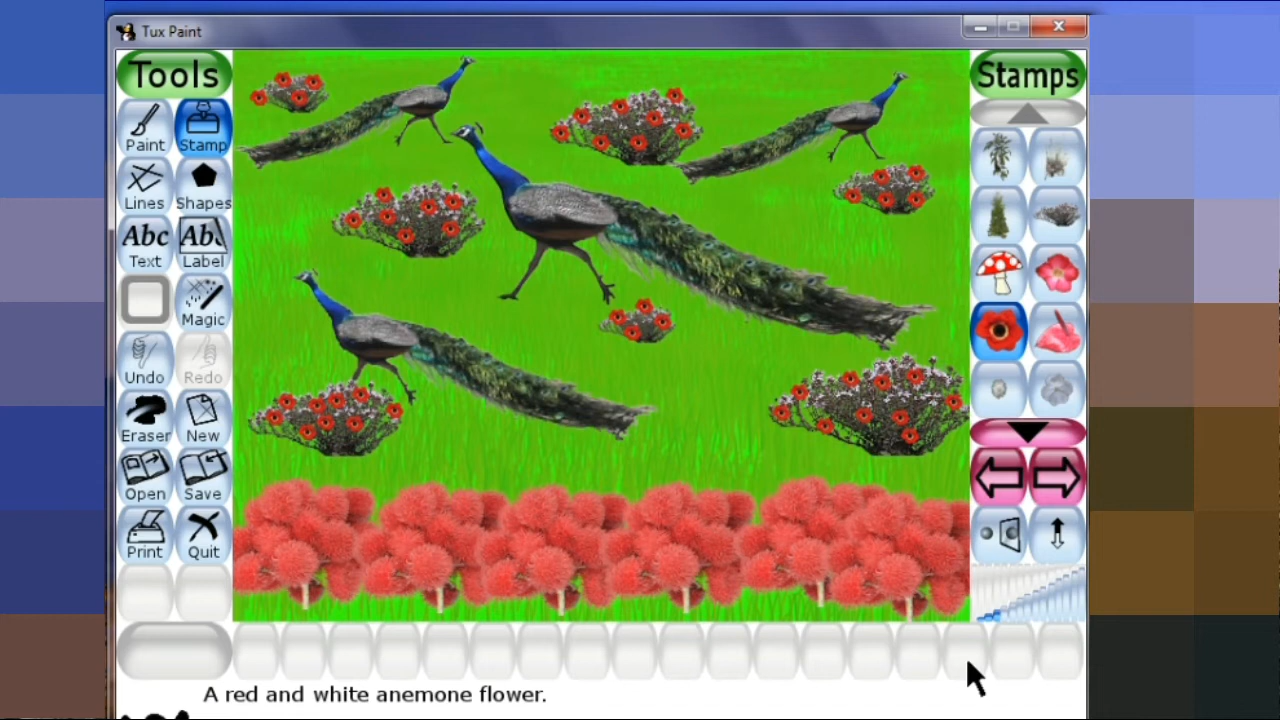 Tux Paint
Tools
Stamps
Paint
Stamp
Lines
Shapes
Abc
Abc
Text
Label
Magic
Undo
Redo
Eraser
New
Open
Save
Print
Quit
A red and white anemone flower.